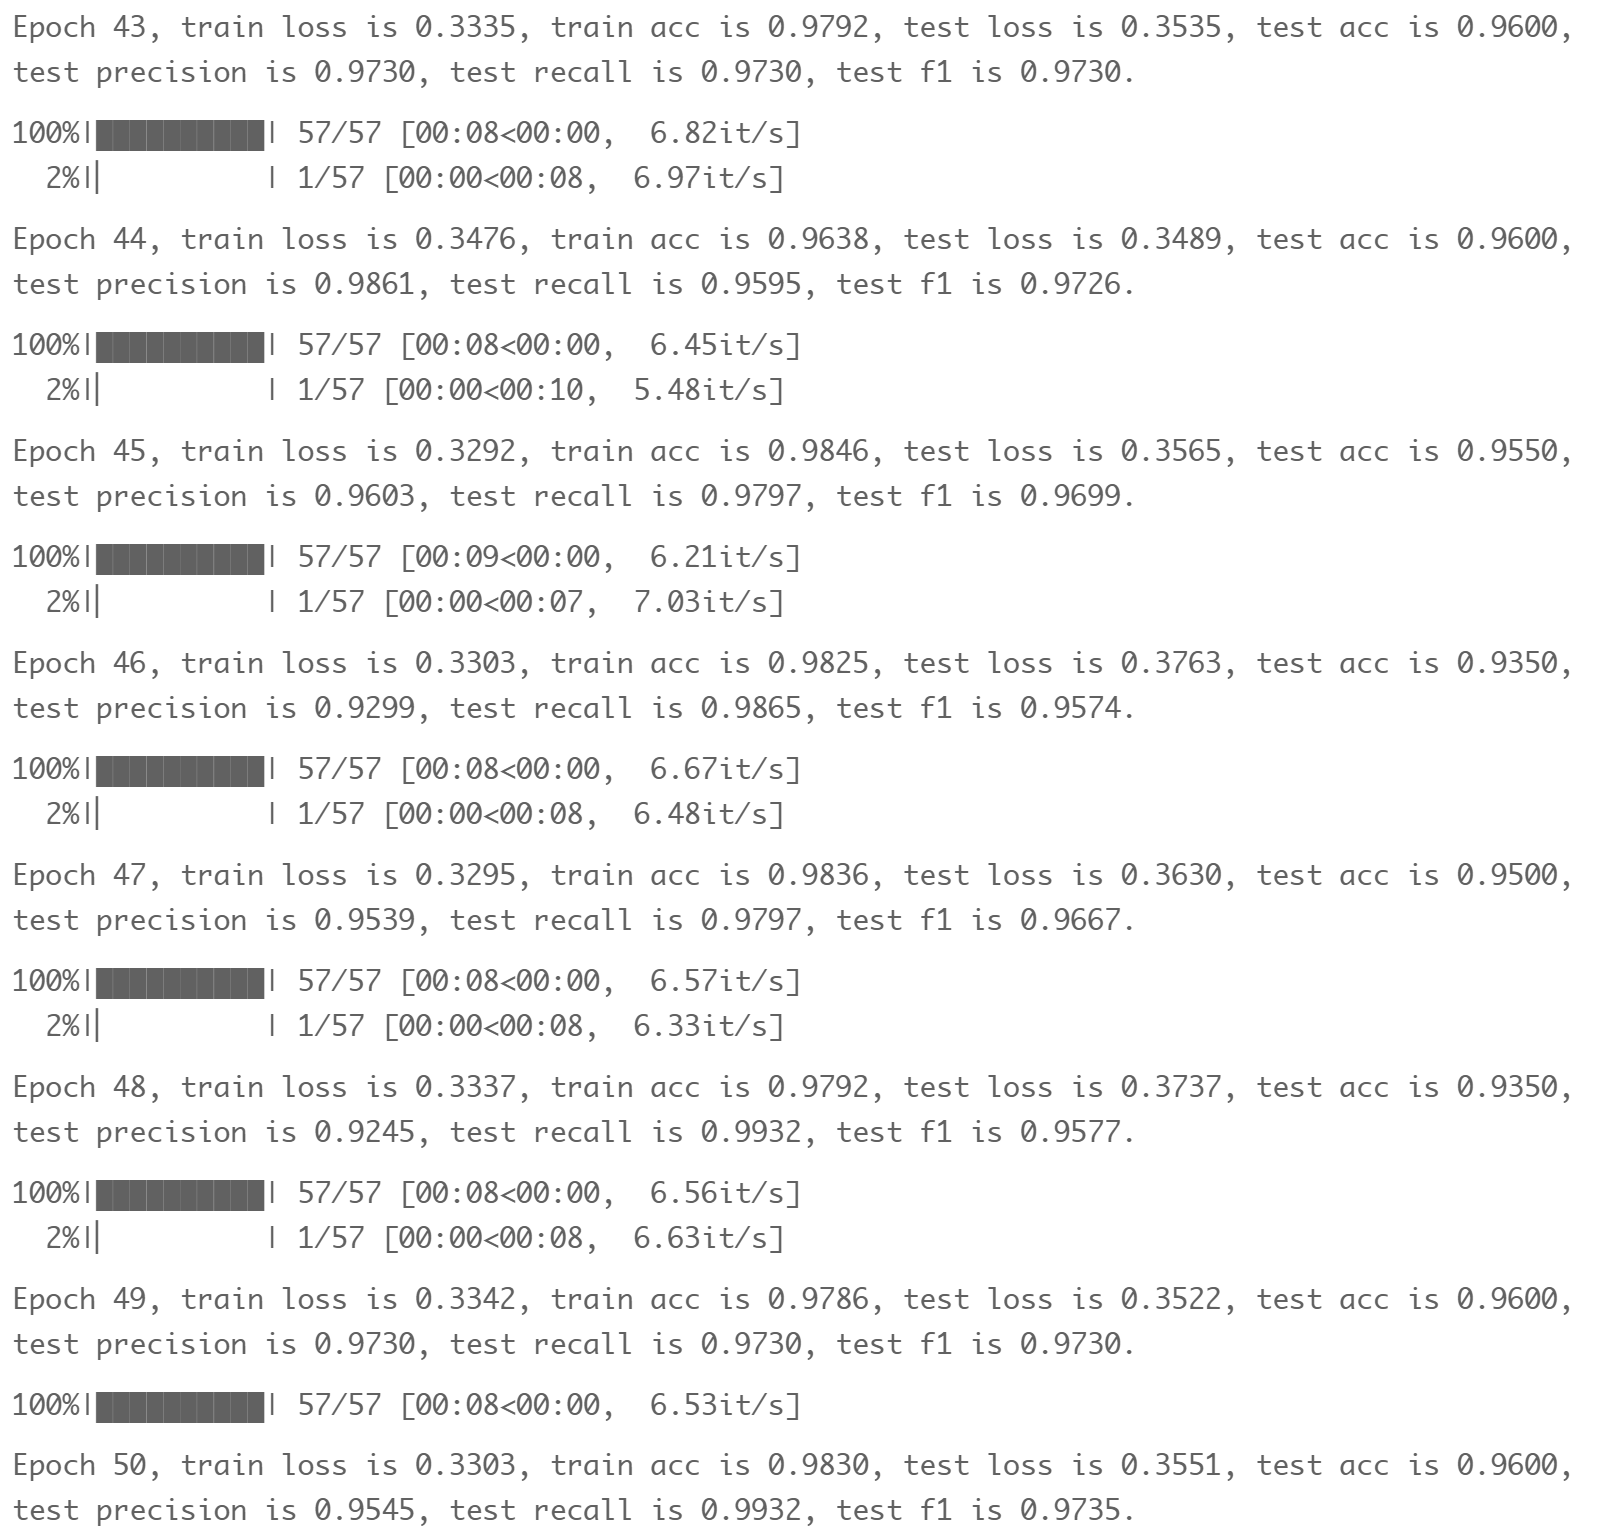 Epoch 43, train loss is 0.3335, train acc is 0.9792, test loss is 0.3535, test acc is 0.9600,
test precision is 0.9730, test recall is 0.9730, test f1 is 0.9730.
100%|██████████| 57/57 [00:08<00:00,  6.82it/s]
  2%|▏         | 1/57 [00:00<00:08,  6.97it/s]
Epoch 44, train loss is 0.3476, train acc is 0.9638, test loss is 0.3489, test acc is 0.9600,
test precision is 0.9861, test recall is 0.9595, test f1 is 0.9726.
100%|██████████| 57/57 [00:08<00:00,  6.45it/s]
  2%|▏         | 1/57 [00:00<00:10,  5.48it/s]
Epoch 45, train loss is 0.3292, train acc is 0.9846, test loss is 0.3565, test acc is 0.9550,
test precision is 0.9603, test recall is 0.9797, test f1 is 0.9699.
100%|██████████| 57/57 [00:09<00:00,  6.21it/s]
  2%|▏         | 1/57 [00:00<00:07,  7.03it/s]
Epoch 46, train loss is 0.3303, train acc is 0.9825, test loss is 0.3763, test acc is 0.9350,
test precision is 0.9299, test recall is 0.9865, test f1 is 0.9574.
100%|██████████| 57/57 [00:08<00:00,  6.67it/s]
  2%|▏         | 1/57 [00:00<00:08,  6.48it/s]
Epoch 47, train loss is 0.3295, train acc is 0.9836, test loss is 0.3630, test acc is 0.9500,
test precision is 0.9539, test recall is 0.9797, test f1 is 0.9667.
100%|██████████| 57/57 [00:08<00:00,  6.57it/s]
  2%|▏         | 1/57 [00:00<00:08,  6.33it/s]
Epoch 48, train loss is 0.3337, train acc is 0.9792, test loss is 0.3737, test acc is 0.9350,
test precision is 0.9245, test recall is 0.9932, test f1 is 0.9577.
100%|██████████| 57/57 [00:08<00:00,  6.56it/s]
  2%|▏         | 1/57 [00:00<00:08,  6.63it/s]
Epoch 49, train loss is 0.3342, train acc is 0.9786, test loss is 0.3522, test acc is 0.9600,
test precision is 0.9730, test recall is 0.9730, test f1 is 0.9730.
100%|██████████| 57/57 [00:08<00:00,  6.53it/s]
Epoch 50, train loss is 0.3303, train acc is 0.9830, test loss is 0.3551, test acc is 0.9600,
test precision is 0.9545, test recall is 0.9932, test f1 is 0.9735.